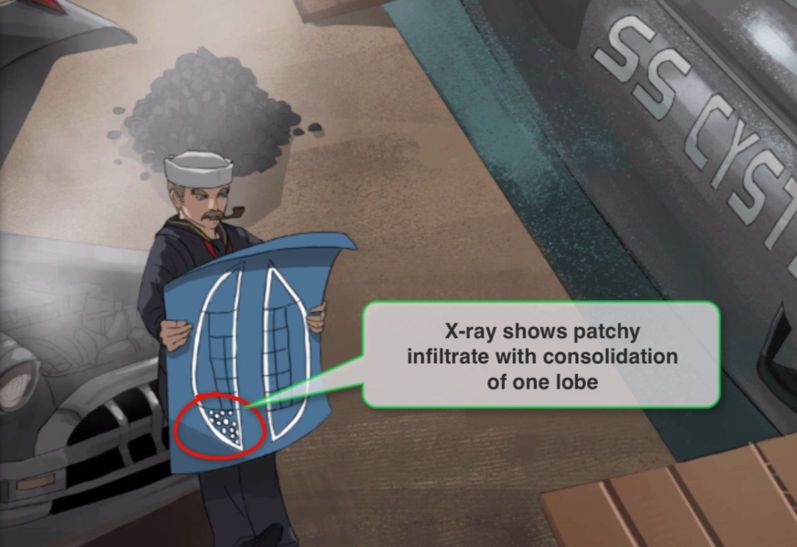 SS CYST
X-ray shows patchy
infiltrate with consolidation
of one lobe